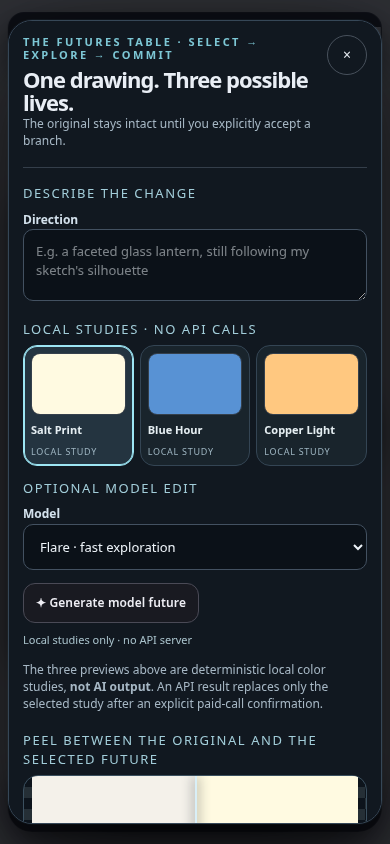 THE FUTURES TABLE · SELECT →
EXPLORE → COMMIT
×
One drawing. Three possible
lives.
The original stays intact until you explicitly accept a
branch.
DESCRIBE THE CHANGE
Direction
E.g. a faceted glass lantern, still following my
sketch's silhouette
LOCAL STUDIES · NO API CALLS
Salt Print
LOCAL STUDY
Blue Hour
LOCAL STUDY
Copper Light
LOCAL STUDY
OPTIONAL MODEL EDIT
Model
Flare · fast exploration
✦ Generate model future
Local studies only · no API server
The three previews above are deterministic local color
studies, not AI output. An API result replaces only the
selected study after an explicit paid-call confirmation.
PEEL BETWEEN THE ORIGINAL AND THE
SELECTED FUTURE